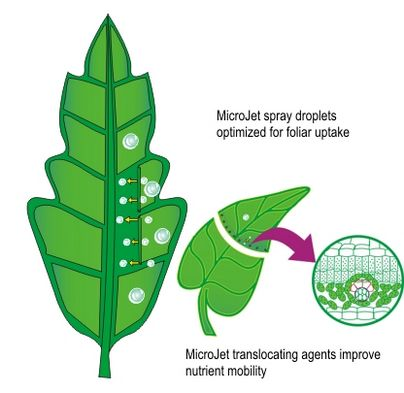 MicroJet spray droplets
optimized for foliar uptake
MicroJet translocating agents improve
nutrient mobility